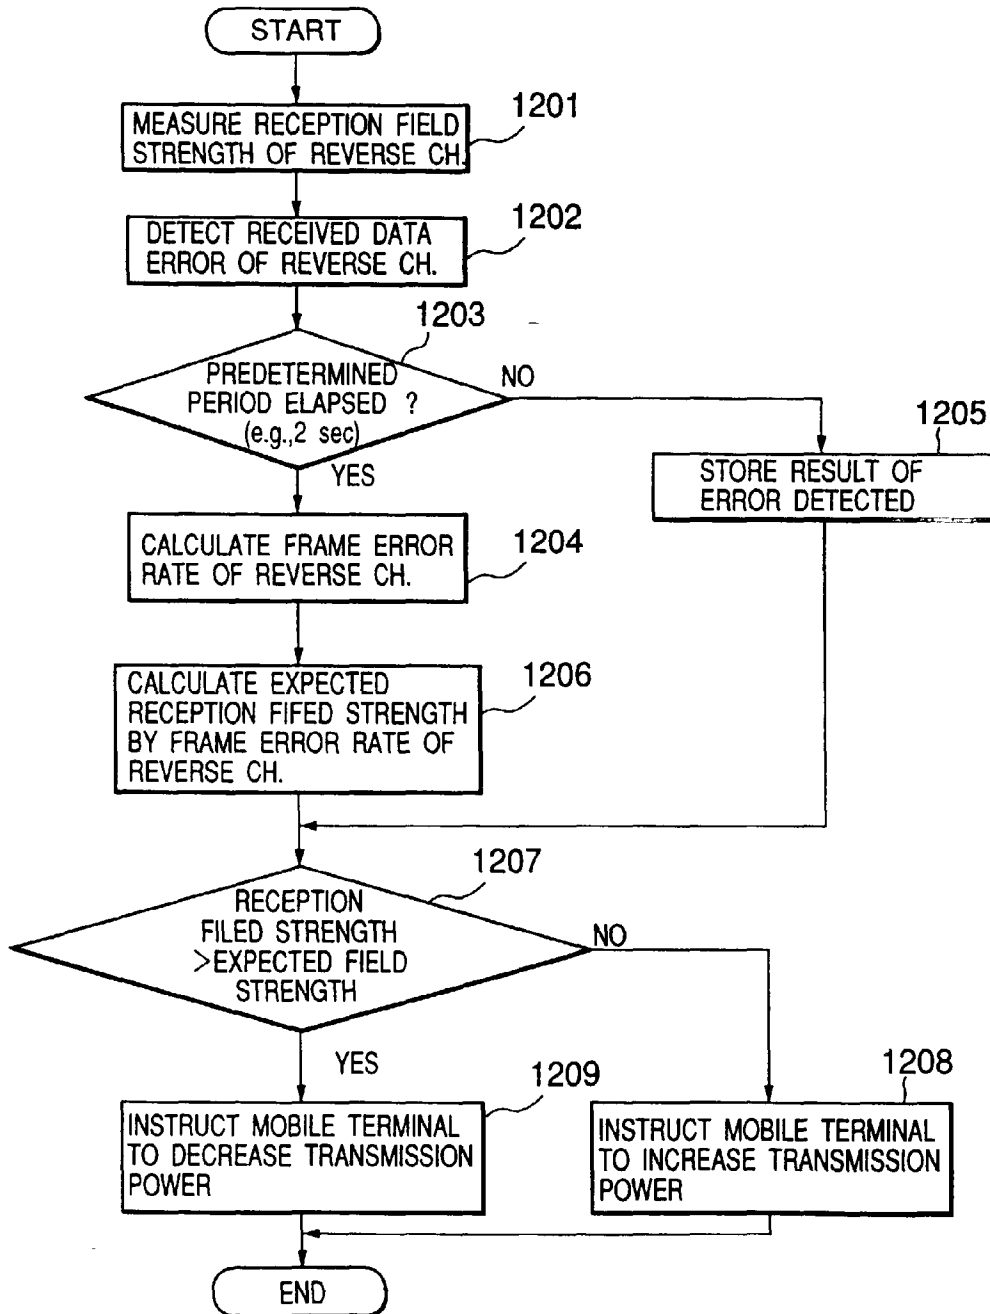 START
1201
MEASURE RECEPTION FIELD
STRENGTH OF REVERSE CH.
1202
DETECT RECEIVED DATA
ERROR OF REVERSE CH.
1203
PREDETERMINED
PERIOD ELAPSED ?
(e.g.,2 sec)
NO
YES
1205
STORE RESULT OF
ERROR DETECTED
1204
CALCULATE FRAME ERROR
RATE OF REVERSE CH.
1206
CALCULATE EXPECTED
RECEPTION FIFED STRENGTH
BY FRAME ERROR RATE OF
REVERSE CH.
1207
RECEPTION
FILED STRENGTH
>EXPECTED FIELD
STRENGTH
NO
YES
1209
INSTRUCT MOBILE TERMINAL
TO DECREASE TRANSMISSION
POWER
1208
INSTRUCT MOBILE TERMINAL
TO INCREASE TRANSMISSION
POWER
END